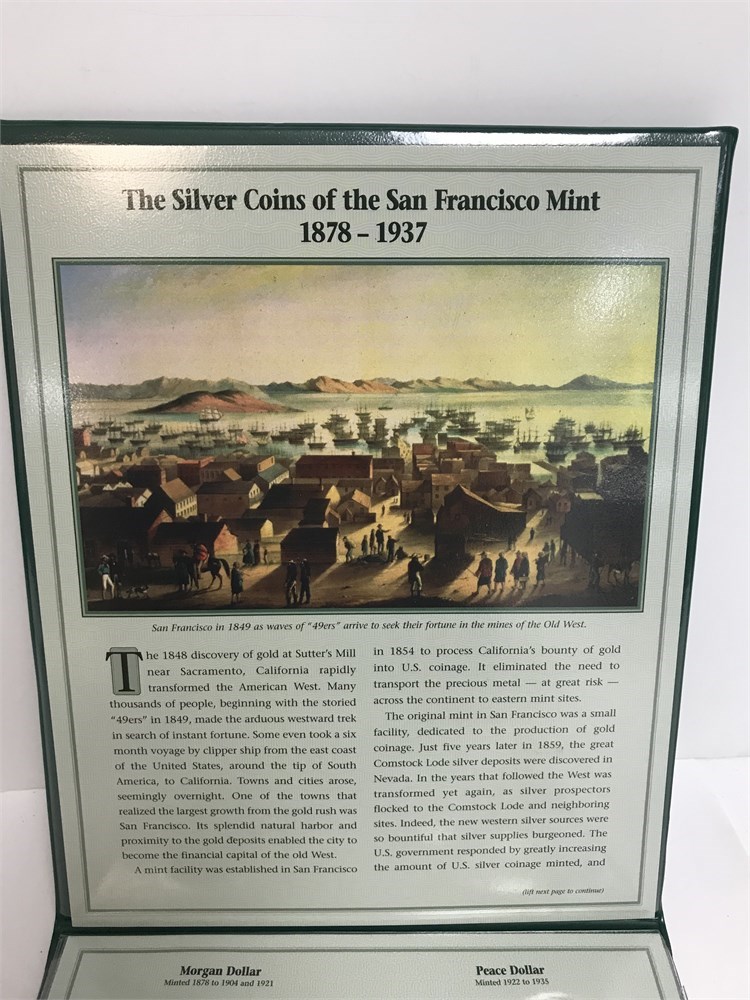 The Silver Coins of the San Francisco Mint
1878 – 1937
San Francisco in 1849 as waves of "49ers" arrive to seek their fortune in the mines of the Old West.
The 1848 discovery of gold at Sutter's Mill
near Sacramento, California rapidly
transformed the American West. Many
thousands of people, beginning with the storied
"49ers" in 1849, made the arduous westward trek
in search of instant fortune. Some even took a six
month voyage by clipper ship from the east coast
of the United States, around the tip of South
America, to California. Towns and cities arose,
seemingly overnight. One of the towns that
realized the largest growth from the gold rush was
San Francisco. Its splendid natural harbor and
proximity to the gold deposits enabled the city to
become the financial capital of the old West.
A mint facility was established in San Francisco
in 1854 to process California's bounty of gold
into U.S. coinage. It eliminated the need to
transport the precious metal — at great risk —
across the continent to eastern mint sites.
The original mint in San Francisco was a small
facility, dedicated to the production of gold
coinage. Just five years later in 1859, the great
Comstock Lode silver deposits were discovered in
Nevada. In the years that followed the West was
transformed yet again, as silver prospectors
flocked to the Comstock Lode and neighboring
sites. Indeed, the new western silver sources were
so bountiful that silver supplies burgeoned. The
U.S. government responded by greatly increasing
the amount of U.S. silver coinage minted, and
(lift next page to continue)
Morgan Dollar
Minted 1878 to 1904 and 1921
Peace Dollar
Minted 1922 to 1935